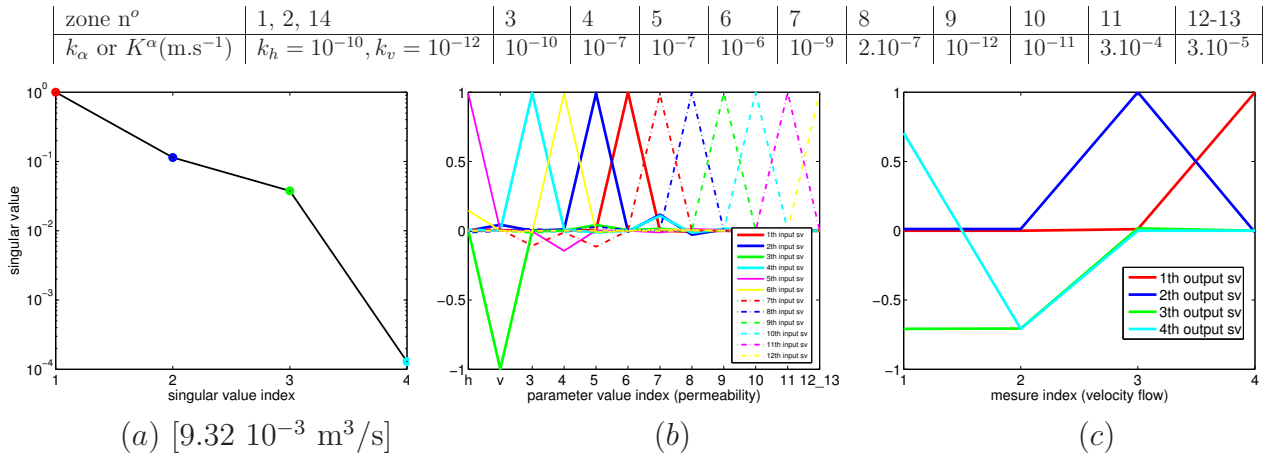 zone nᵒ 1, 2, 14 3 4 5 6 7 8 9 10 11 12-13
k_α or K^α(m.s⁻¹) k_h = 10⁻¹⁰, k_v = 10⁻¹² 10⁻¹⁰ 10⁻⁷ 10⁻⁷ 10⁻⁶ 10⁻⁹ 2.10⁻⁷ 10⁻¹² 10⁻¹¹ 3.10⁻⁴ 3.10⁻⁵
singular value
10⁰
10⁻¹
10⁻²
10⁻³
10⁻⁴
1 2 3 4
singular value index
(a) [9.32 10⁻³ m³/s]
1
0.5
0
−0.5
−1
1th input sv
2th input sv
3th input sv
4th input sv
5th input sv
6th input sv
7th input sv
8th input sv
9th input sv
10th input sv
11th input sv
12th input sv
h v 3 4 5 6 7 8 9 10 11 12_13
parameter value index (permeability)
(b)
1
0.5
0
−0.5
−1
1th output sv
2th output sv
3th output sv
4th output sv
1 2 3 4
mesure index (velocity flow)
(c)